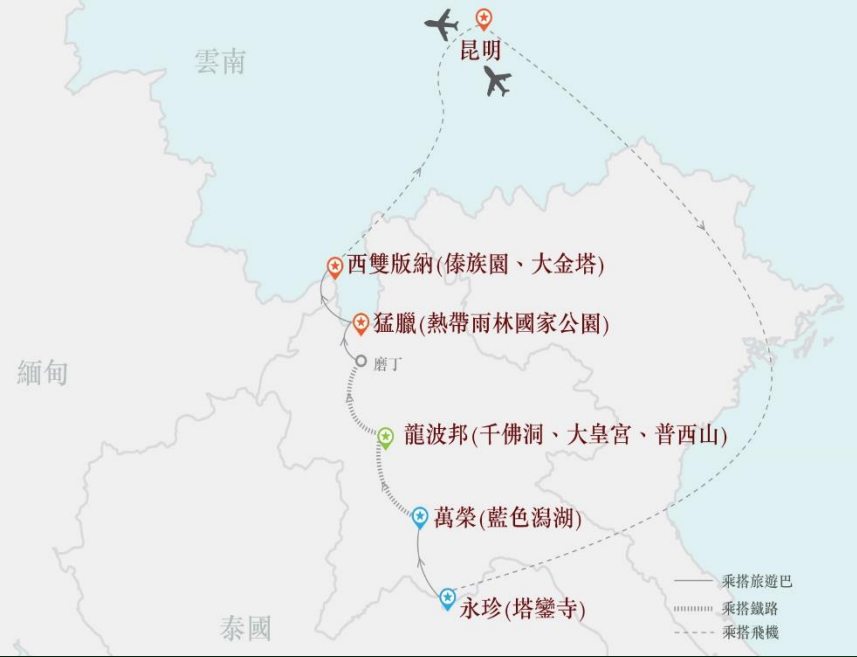 昆明
雲南
西雙版納(傣族園、大金塔)
猛臘(熱帶雨林國家公園)
磨丁
緬甸
龍波邦(千佛洞、大皇宮、普西山)
萬榮(藍色潟湖)
永珍(塔鑾寺)
泰國
乘搭旅遊巴
乘搭鐵路
乘搭飛機